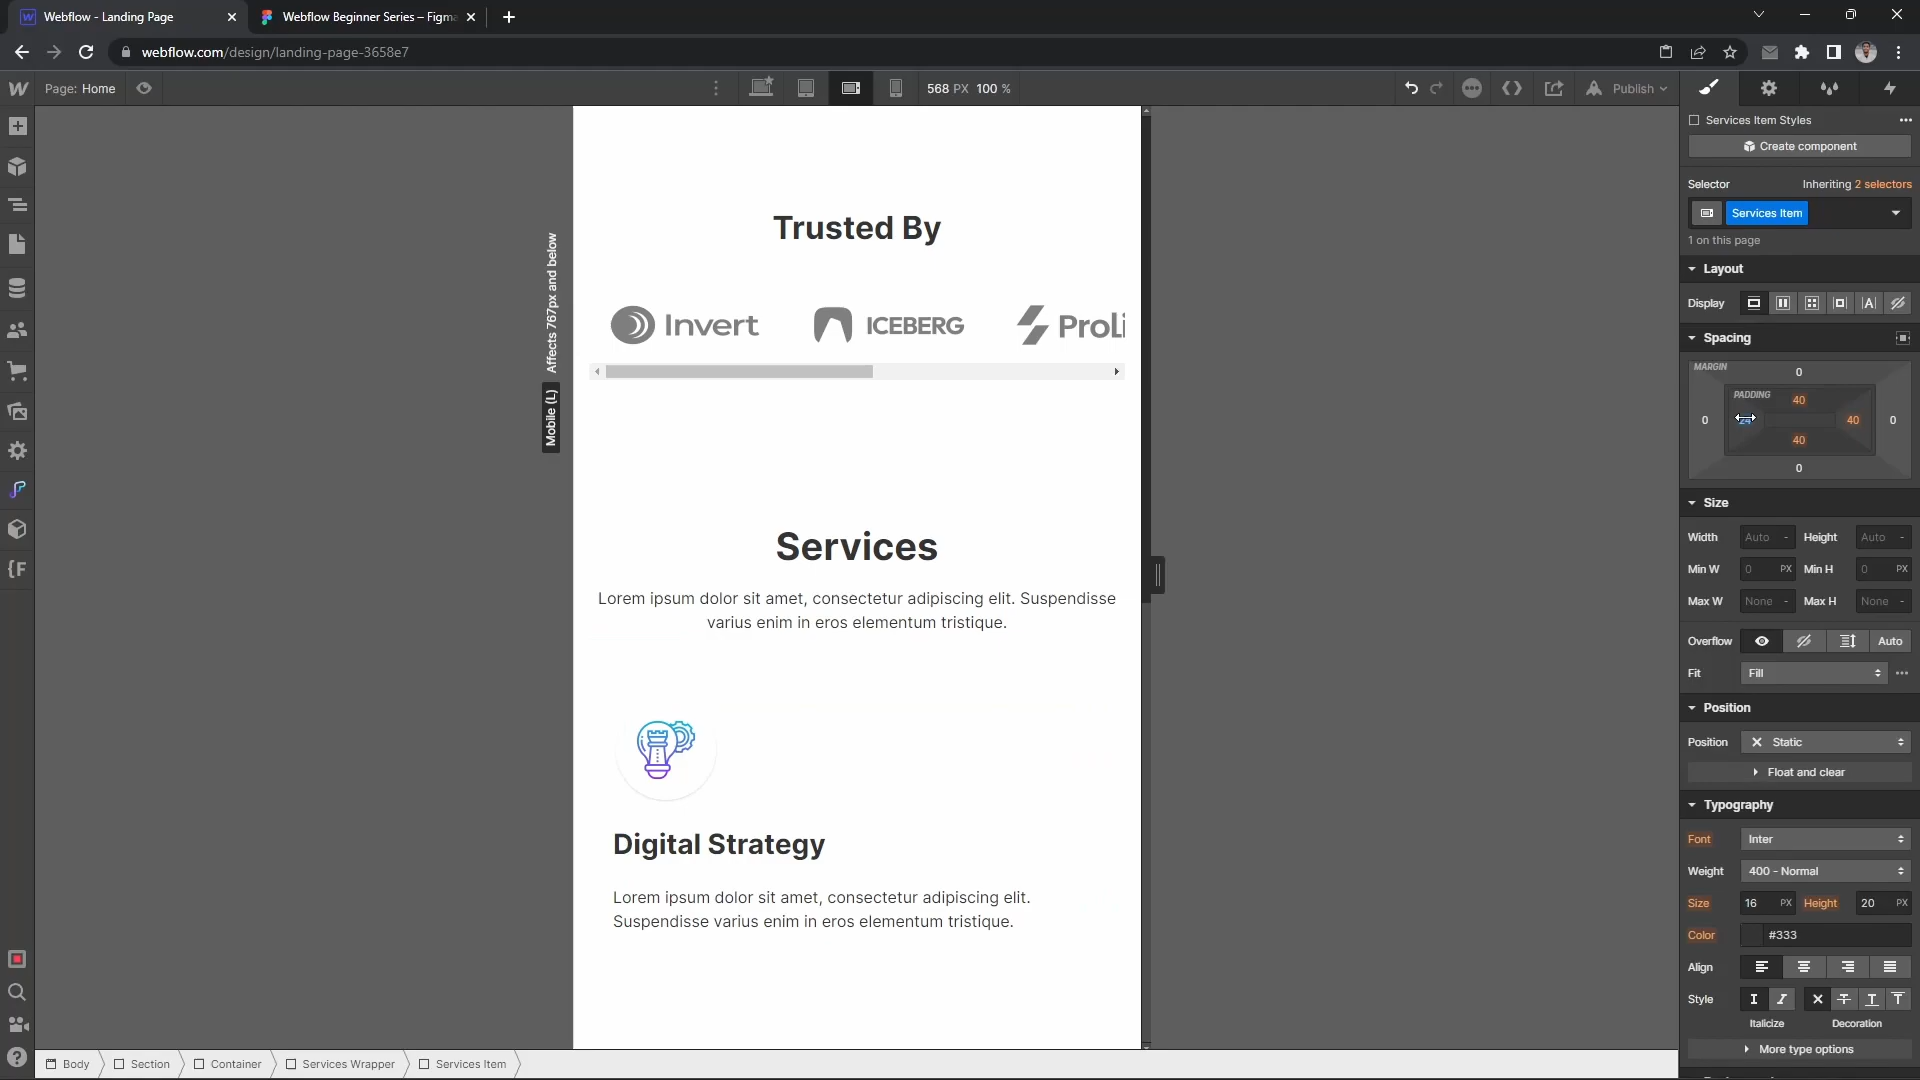 Webflow - Landing Page
Webflow Beginner Series – Figma
webflow.com/design/landing-page-3658e7
Page: Home
568 PX 100 %
Publish
Services Item Styles
Create component
Selector
Inheriting 2 selectors
Services Item
1 on this page
Layout
Display
Spacing
MARGIN
0
PADDING
40
0
24
40
0
40
0
Size
Width
Auto
-
Height
Auto
-
Min W
0
PX
Min H
0
PX
Max W
None
-
Max H
None
-
Overflow
Auto
Fit
Fill
Position
Position
Static
Float and clear
Typography
Font
Inter
Weight
400 - Normal
Size
16
PX
Height
20
PX
Color
#333
Align
Style
Italicize
Decoration
More type options
Affects 767px and below
Mobile (L)
Trusted By
Invert
ICEBERG
ProLi
Services
Lorem ipsum dolor sit amet, consectetur adipiscing elit. Suspendisse
varius enim in eros elementum tristique.
Digital Strategy
Lorem ipsum dolor sit amet, consectetur adipiscing elit.
Suspendisse varius enim in eros elementum tristique.
Body
Section
Container
Services Wrapper
Services Item